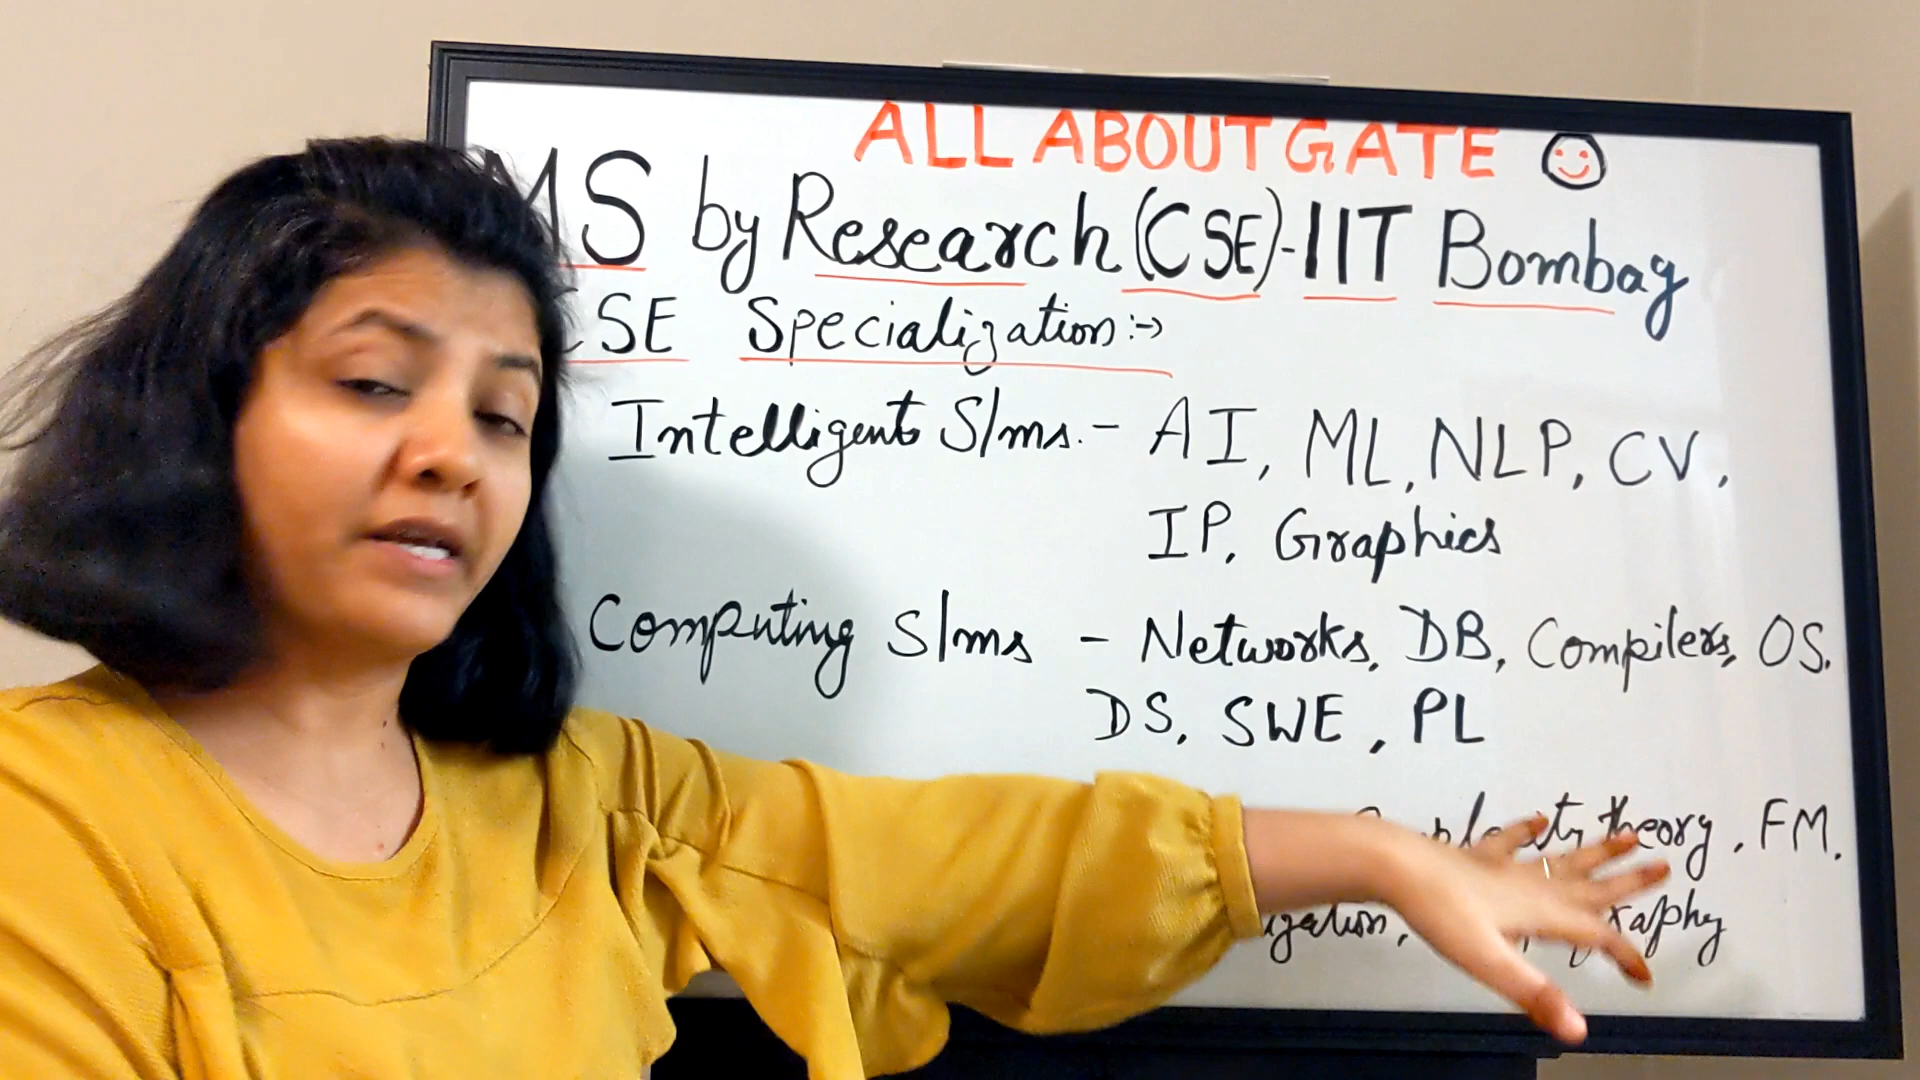 ALL ABOUT GATE
MS by Research (CSE)-IIT Bombay
CSE Specialization:→
Intelligent S/ms. - AI, ML, NLP, CV,
IP, Graphics
Computing S/ms - Networks, DB, Compilers, OS.
DS, SWE, PL
theory, FM.